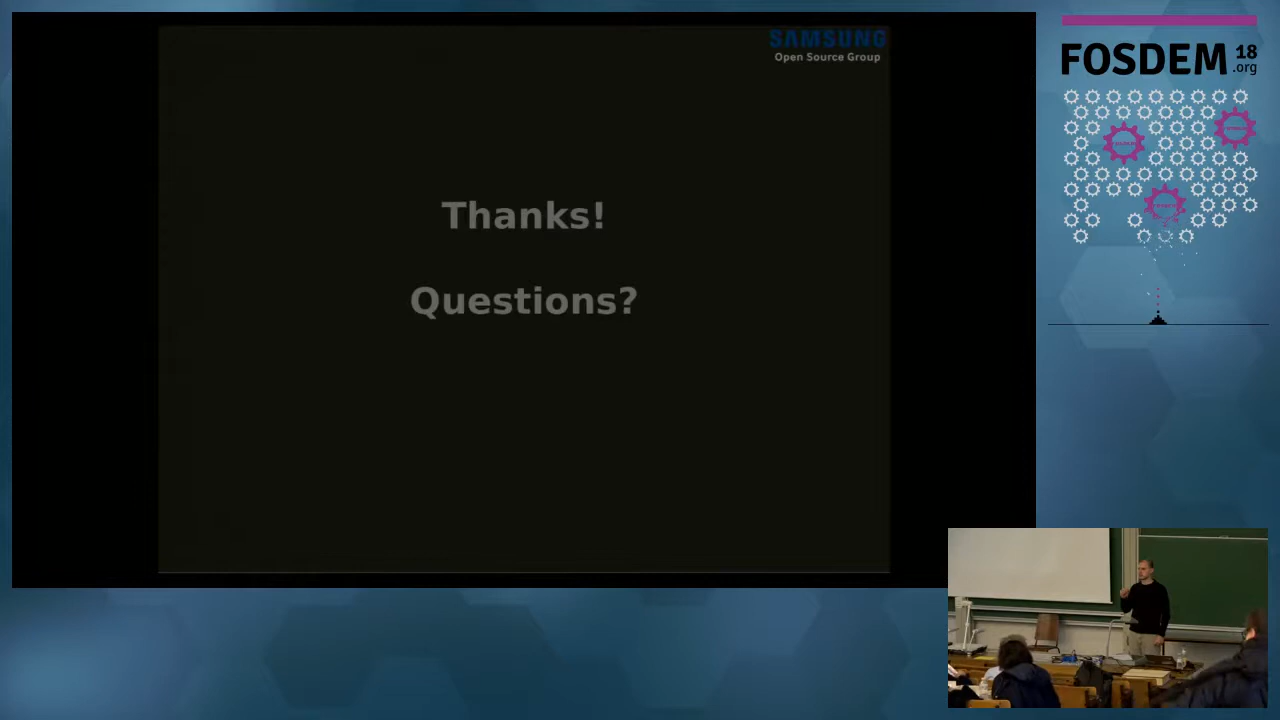 SAMSUNG
Open Source Group
Thanks!
Questions?
FOSDEM 18
.org